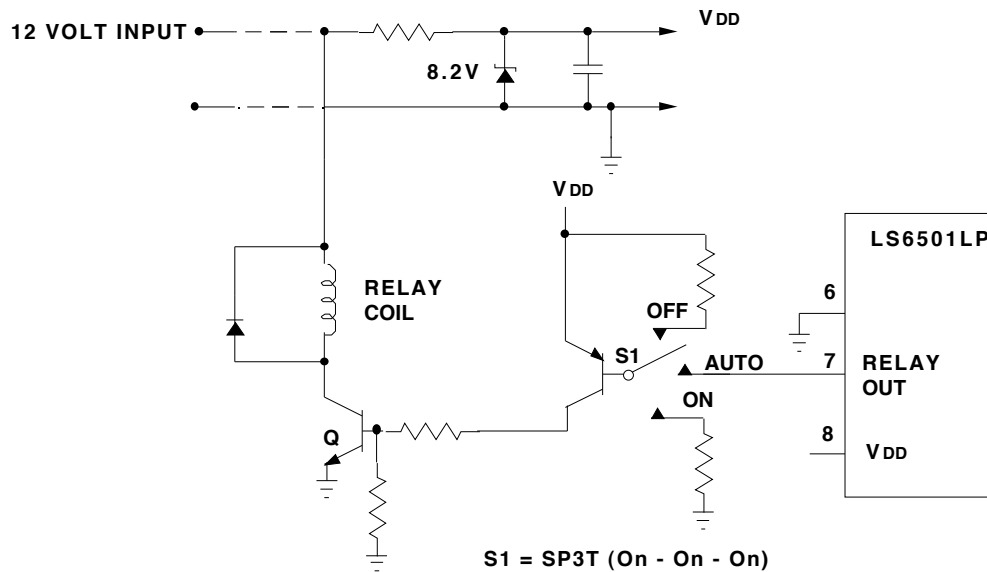 12 VOLT INPUT
VDD
8.2V
VDD
LS6501LP
RELAY
COIL
6
OFF
S1
AUTO
7
RELAY
OUT
ON
Q
8
VDD
S1 = SP3T (On - On - On)